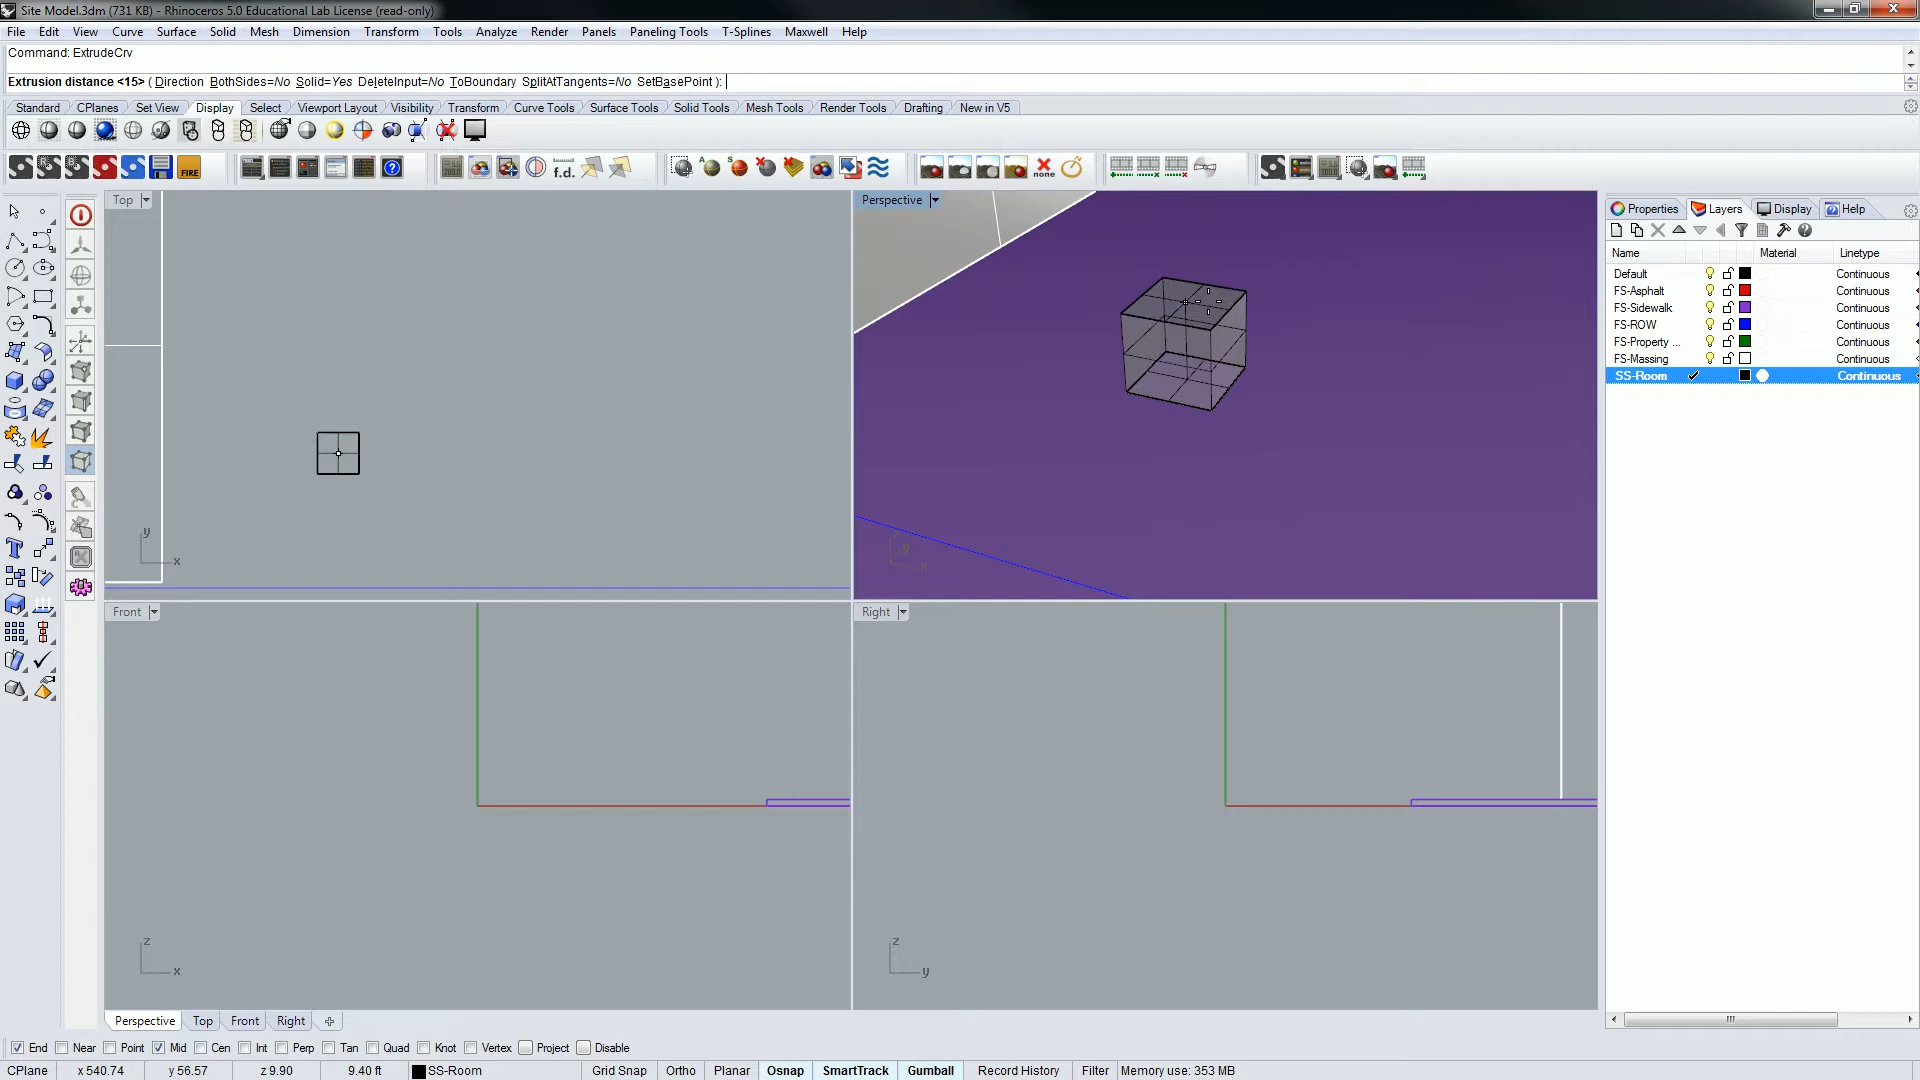 Site Model.3dm (731 KB) - Rhinoceros 5.0 Educational Lab License (read-only)
File Edit View Curve Surface Solid Mesh Dimension Transform Tools Analyze Render Panels Paneling Tools T-Splines Maxwell Help
Command: ExtrudeCrv
Extrusion distance <15> ( Direction BothSides=No Solid=Yes DeleteInput=No ToBoundary SplitAtTangents=No SetBasePoint ):
Standard CPlanes Set View Display Select Viewport Layout Visibility Transform Curve Tools Surface Tools Solid Tools Mesh Tools Render Tools Drafting New in V5
FIRE f.d. none
Top Perspective
Properties Layers Display Help
Name Material Linetype
Default Continuous
FS-Asphalt Continuous
FS-Sidewalk Continuous
FS-ROW Continuous
FS-Property ... Continuous
FS-Massing Continuous
SS-Room Continuous
y
x
Front Right
z
x
z
y
Perspective Top Front Right
End Near Point Mid Cen Int Perp Tan Quad Knot Vertex Project Disable
CPlane x 540.74 y 56.57 z 9.90 9.40 ft SS-Room Grid Snap Ortho Planar Osnap SmartTrack Gumball Record History Filter Memory use: 353 MB